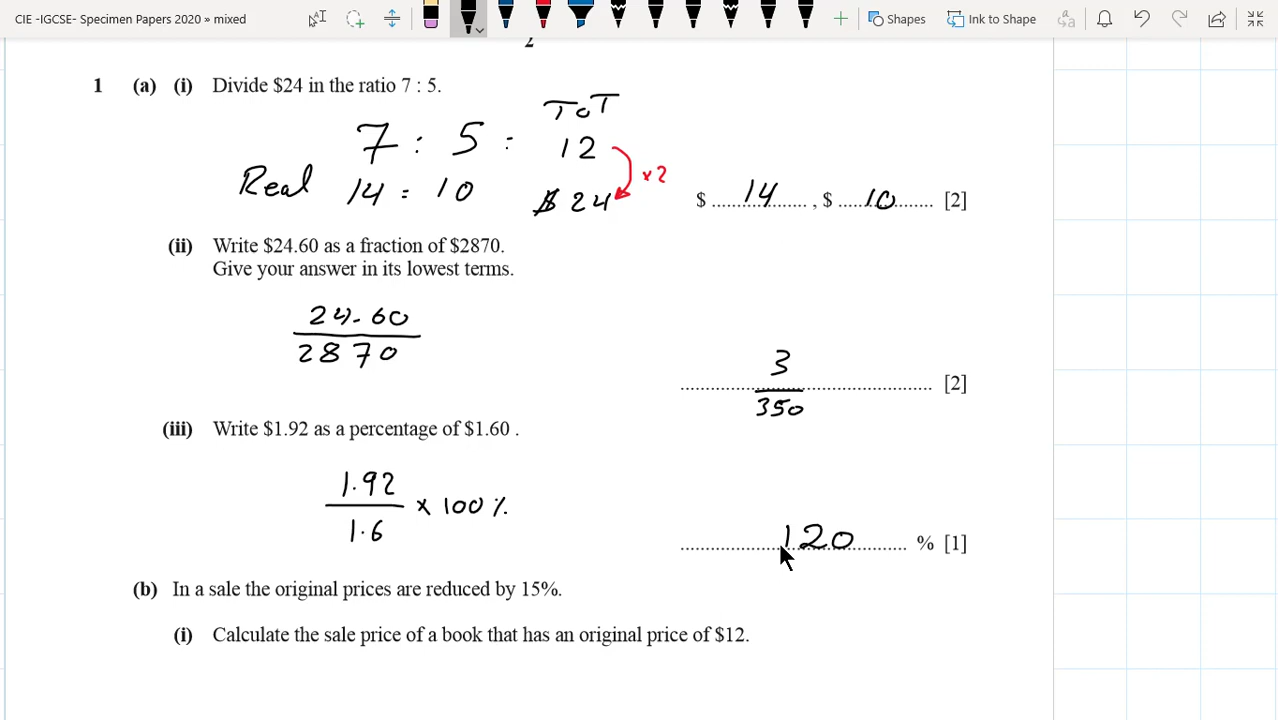 CIE -IGCSE- Specimen Papers 2020 » mixed
Shapes
Ink to Shape
2
1 (a) (i) Divide $24 in the ratio 7 : 5.
TOT
7 : 5 : 12
x2
Real 14 : 10 $24
$ ......14......, $ ......10...... [2]
(ii) Write $24.60 as a fraction of $2870.
Give your answer in its lowest terms.
24.60
2870
3
.................................................. [2]
350
(iii) Write $1.92 as a percentage of $1.60 .
1.92
x 100 %
1.6
......................120.......... % [1]
(b) In a sale the original prices are reduced by 15%.
(i) Calculate the sale price of a book that has an original price of $12.